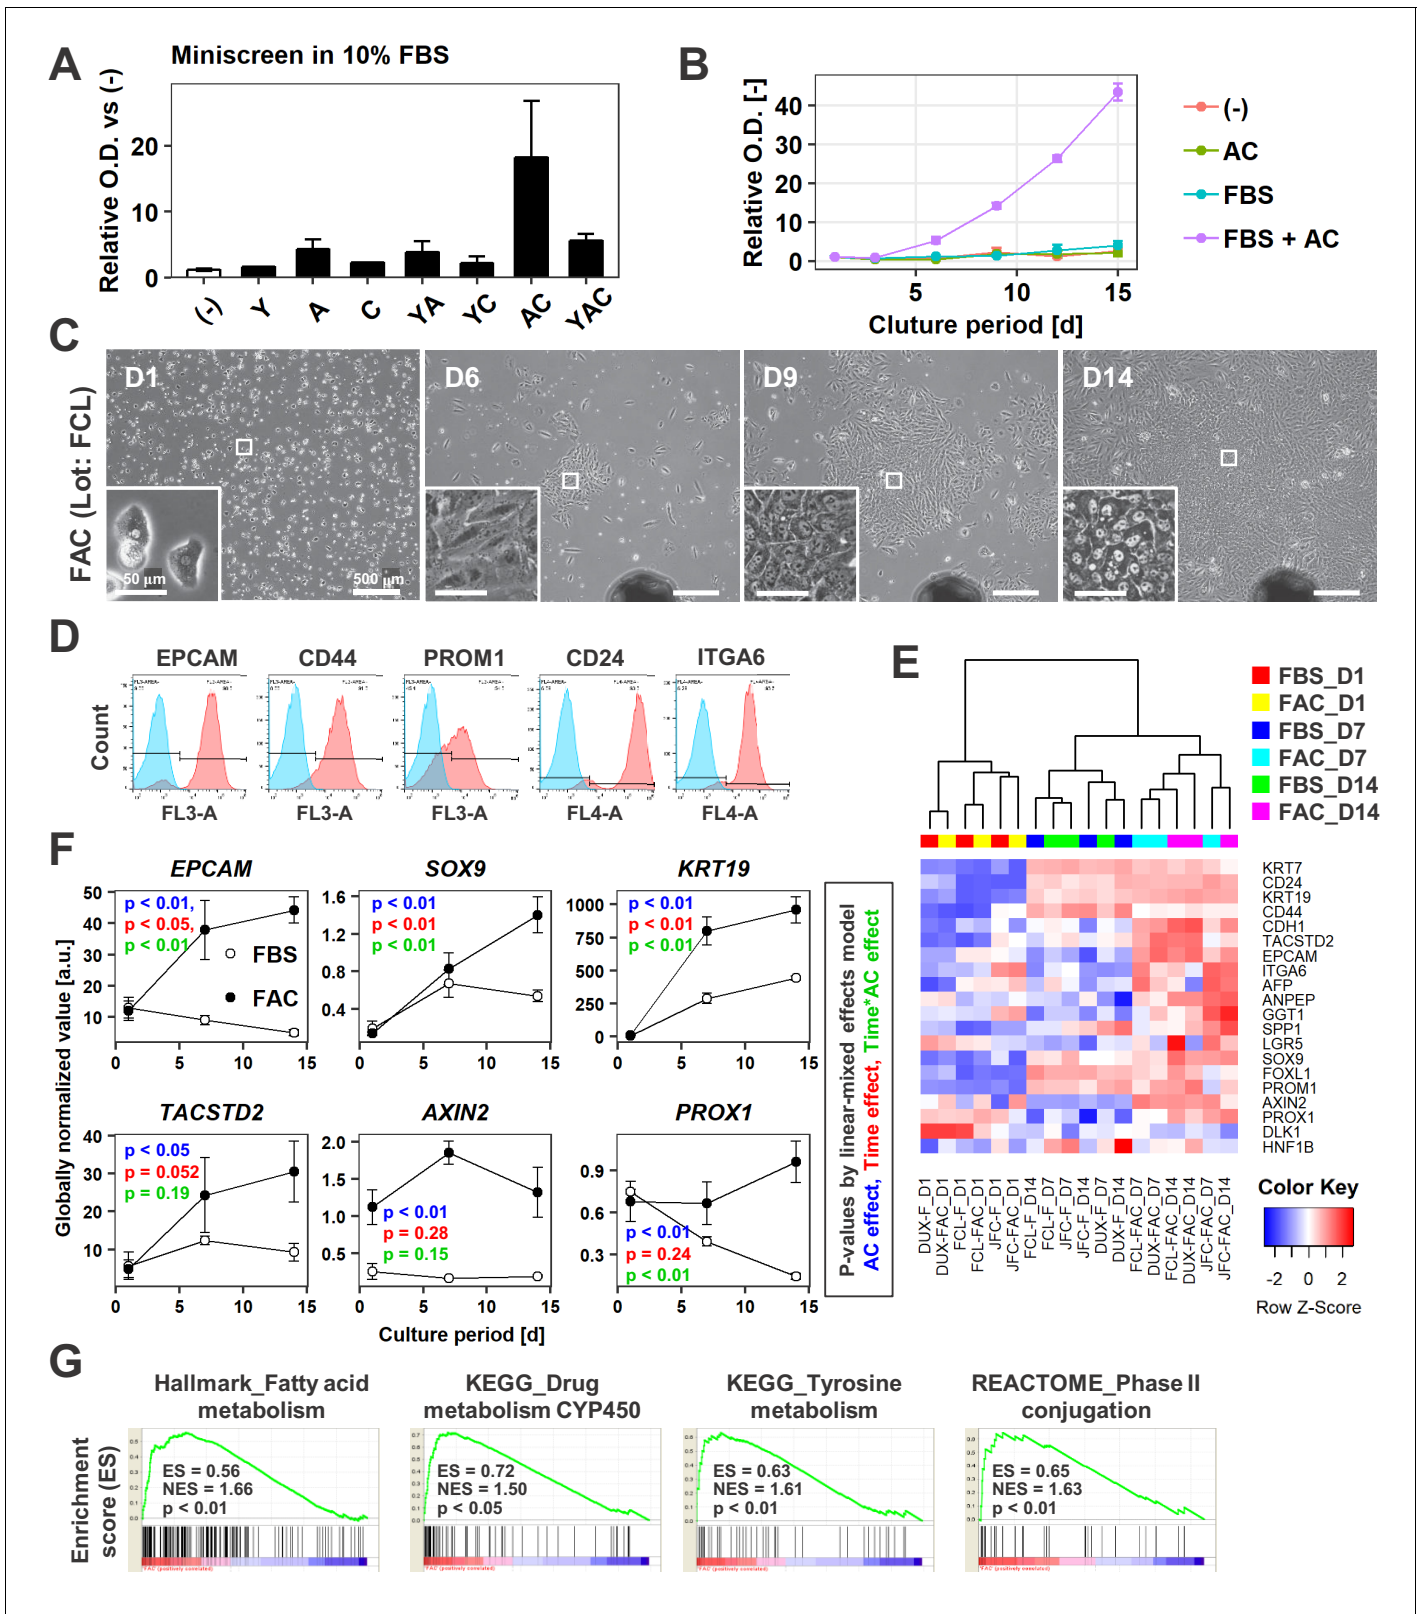 A
Miniscreen in 10% FBS
Relative O.D. vs (-)
20
10
0
(-)
Y
A
C
YA
YC
AC
YAC
B
Relative O.D. [-]
40
30
20
10
0
5
10
15
Cluture period [d]
(-)
AC
FBS
FBS + AC
C
FAC (Lot: FCL)
D1
D6
D9
D14
50 µm
500 µm
D
EPCAM
CD44
PROM1
CD24
ITGA6
Count
FL3-A
FL3-A
FL3-A
FL4-A
FL4-A
E
FBS_D1
FAC_D1
FBS_D7
FAC_D7
FBS_D14
FAC_D14
KRT7
CD24
KRT19
CD44
CDH1
TACSTD2
EPCAM
ITGA6
AFP
ANPEP
GGT1
SPP1
LGR5
SOX9
FOXL1
PROM1
AXIN2
PROX1
DLK1
HNF1B
DUX-F_D1
DUX-FAC_D1
FCL-F_D1
FCL-FAC_D1
JFC-F_D1
JFC-FAC_D1
FCL-F_D14
FCL-F_D7
JFC-F_D7
JFC-F_D14
DUX-F_D7
DUX-F_D14
FCL-FAC_D7
DUX-FAC_D7
FCL-FAC_D14
DUX-FAC_D14
JFC-FAC_D7
JFC-FAC_D14
Color Key
-2
0
2
Row Z-Score
F
Globally normalized value [a.u.]
EPCAM
50
40
30
20
10
p < 0.01,
p < 0.05,
p < 0.01
FBS
FAC
0
5
10
15
SOX9
1.6
1.2
0.8
0.4
p < 0.01
p < 0.01
p < 0.01
0
5
10
15
KRT19
1000
750
500
250
0
p < 0.01
p < 0.01
p < 0.01
0
5
10
15
TACSTD2
40
30
20
10
p < 0.05
p = 0.052
p = 0.19
0
5
10
15
AXIN2
2.0
1.5
1.0
0.5
p < 0.01
p = 0.28
p = 0.15
0
5
10
15
PROX1
0.9
0.6
0.3
p < 0.01
p = 0.24
p < 0.01
0
5
10
15
Culture period [d]
P-values by linear-mixed effects model
AC effect, Time effect, Time*AC effect
G
Enrichment
score (ES)
Hallmark_Fatty acid
metabolism
ES = 0.56
NES = 1.66
p < 0.01
KEGG_Drug
metabolism CYP450
ES = 0.72
NES = 1.50
p < 0.05
KEGG_Tyrosine
metabolism
ES = 0.63
NES = 1.61
p < 0.01
REACTOME_Phase II
conjugation
ES = 0.65
NES = 1.63
p < 0.01